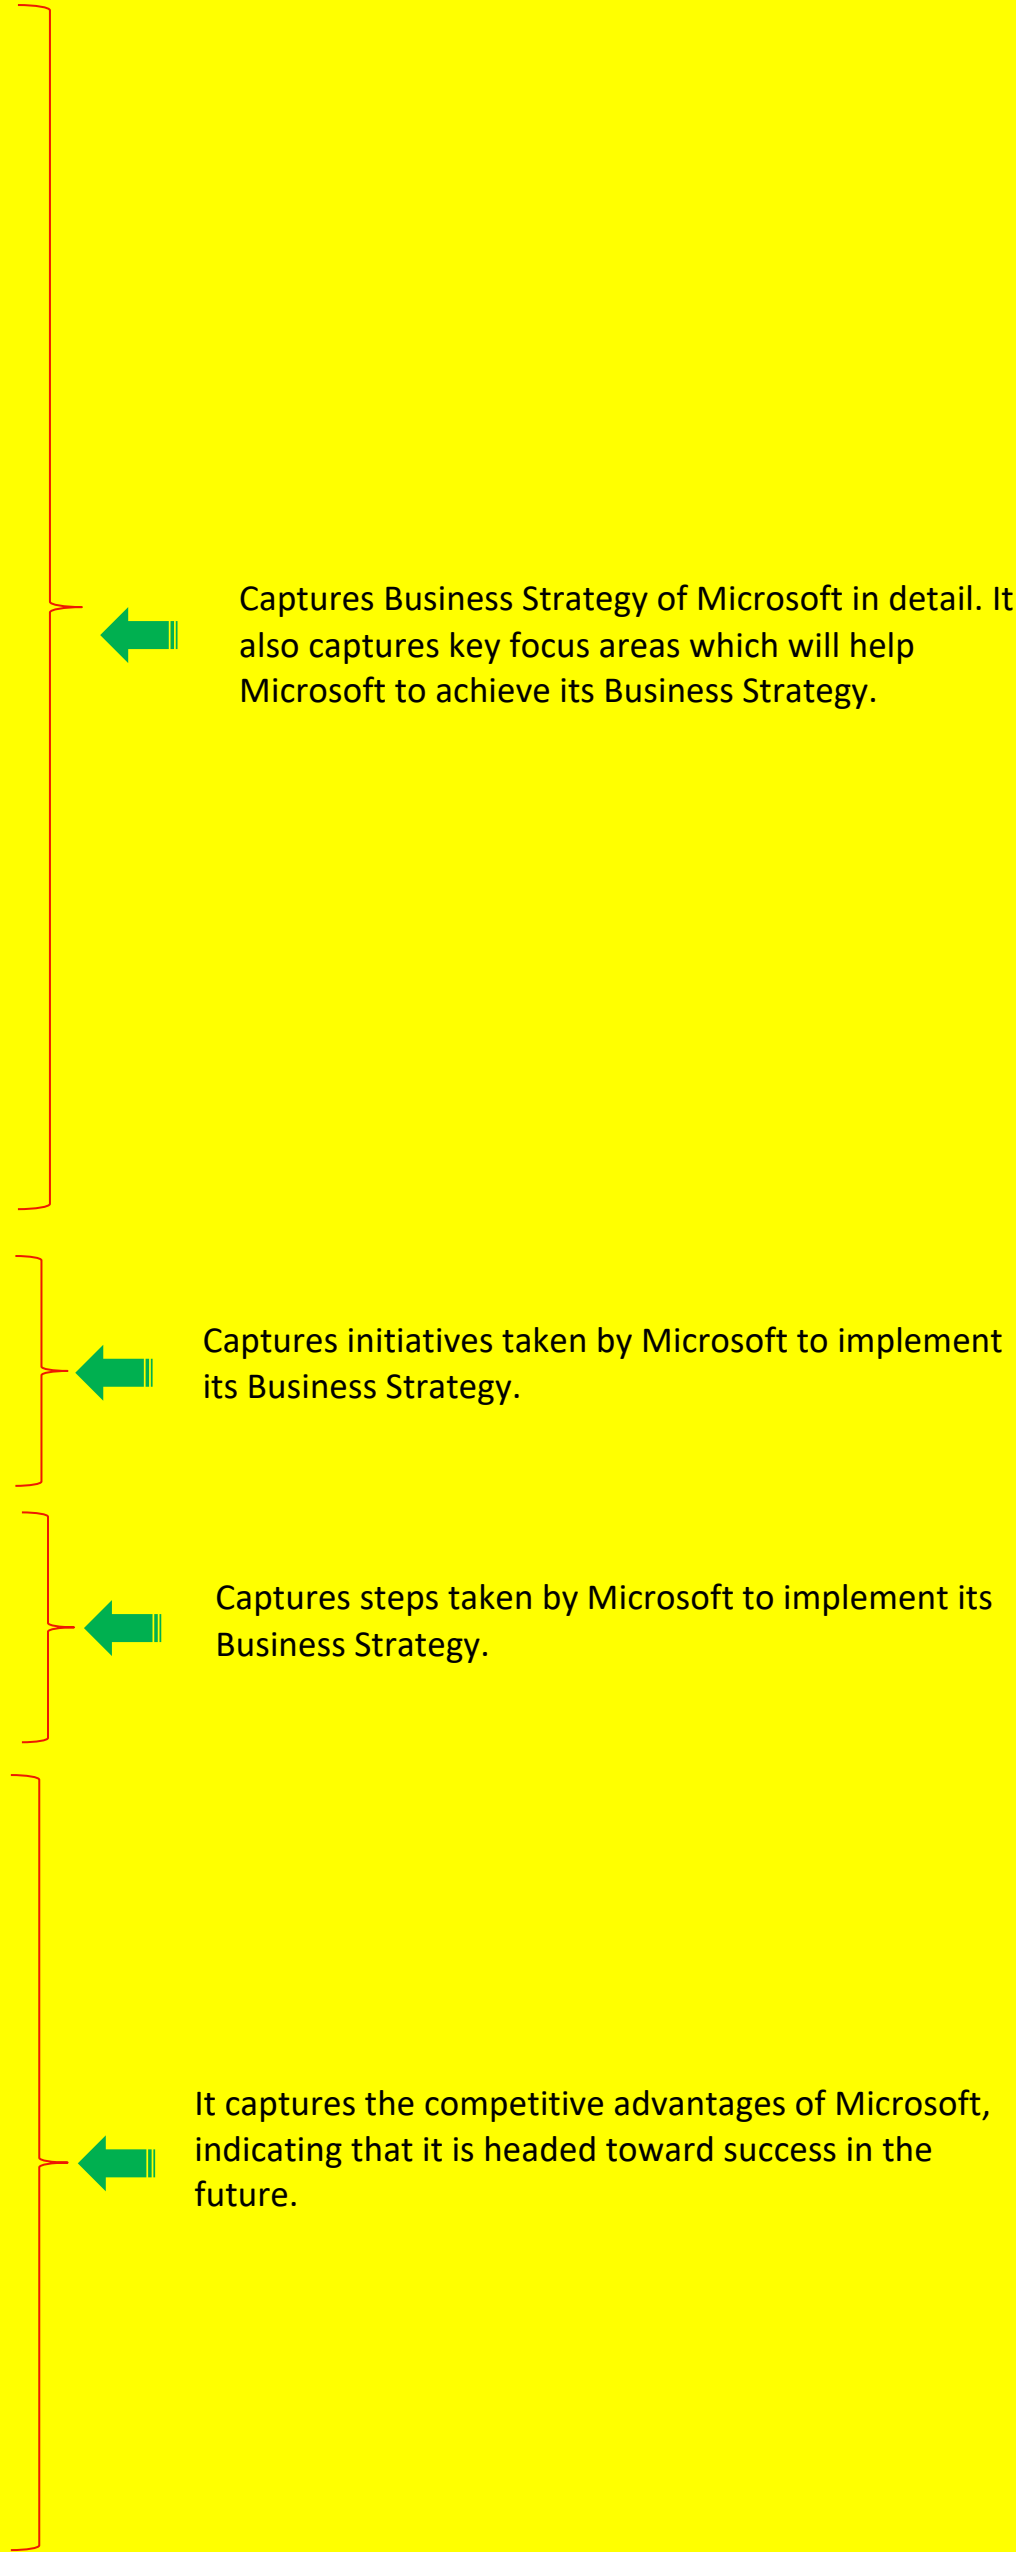 Captures Business Strategy of Microsoft in detail. It
also captures key focus areas which will help
Microsoft to achieve its Business Strategy.
Captures initiatives taken by Microsoft to implement
its Business Strategy.
Captures steps taken by Microsoft to implement its
Business Strategy.
It captures the competitive advantages of Microsoft,
indicating that it is headed toward success in the
future.